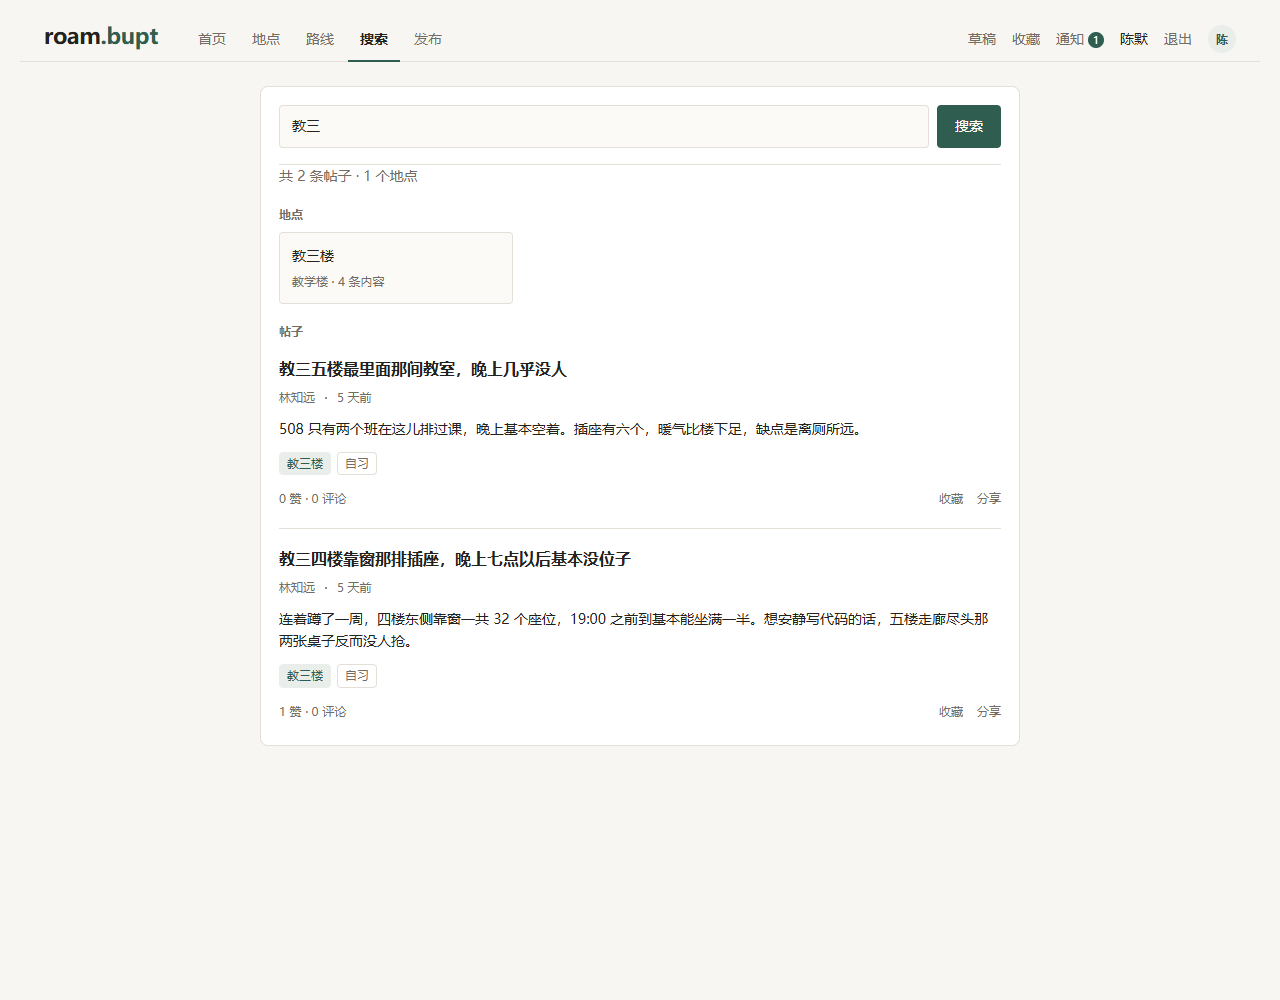 roam.bupt 首页 地点 路线 搜索 发布 草稿 收藏 通知 1 陈默 退出 陈
教三 搜索
共 2 条帖子 · 1 个地点
地点
教三楼
教学楼 · 4 条内容
帖子
教三五楼最里面那间教室，晚上几乎没人
林知远 · 5 天前
508 只有两个班在这儿排过课，晚上基本空着。插座有六个，暖气比楼下足，缺点是离厕所远。
教三楼 自习
0 赞 · 0 评论 收藏 分享
教三四楼靠窗那排插座，晚上七点以后基本没位子
林知远 · 5 天前
连着蹲了一周，四楼东侧靠窗一共 32 个座位，19:00 之前到基本能坐满一半。想安静写代码的话，五楼走廊尽头那
两张桌子反而没人抢。
教三楼 自习
1 赞 · 0 评论 收藏 分享